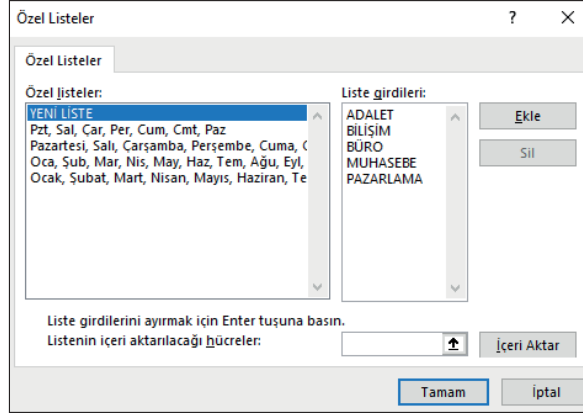 Özel Listeler
?
Özel Listeler
Özel listeler:
YENİ LİSTE
Pzt, Sal, Çar, Per, Cum, Cmt, Paz
Pazartesi, Salı, Çarşamba, Perşembe, Cuma, C
Oca, Şub, Mar, Nis, May, Haz, Tem, Ağu, Eyl,
Ocak, Şubat, Mart, Nisan, Mayıs, Haziran, Te
Liste girdileri:
ADALET
BİLİŞİM
BÜRO
MUHASEBE
PAZARLAMA
Ekle
Sil
Liste girdilerini ayırmak için Enter tuşuna basın.
Listenin içeri aktarılacağı hücreler:
İçeri Aktar
Tamam
İptal